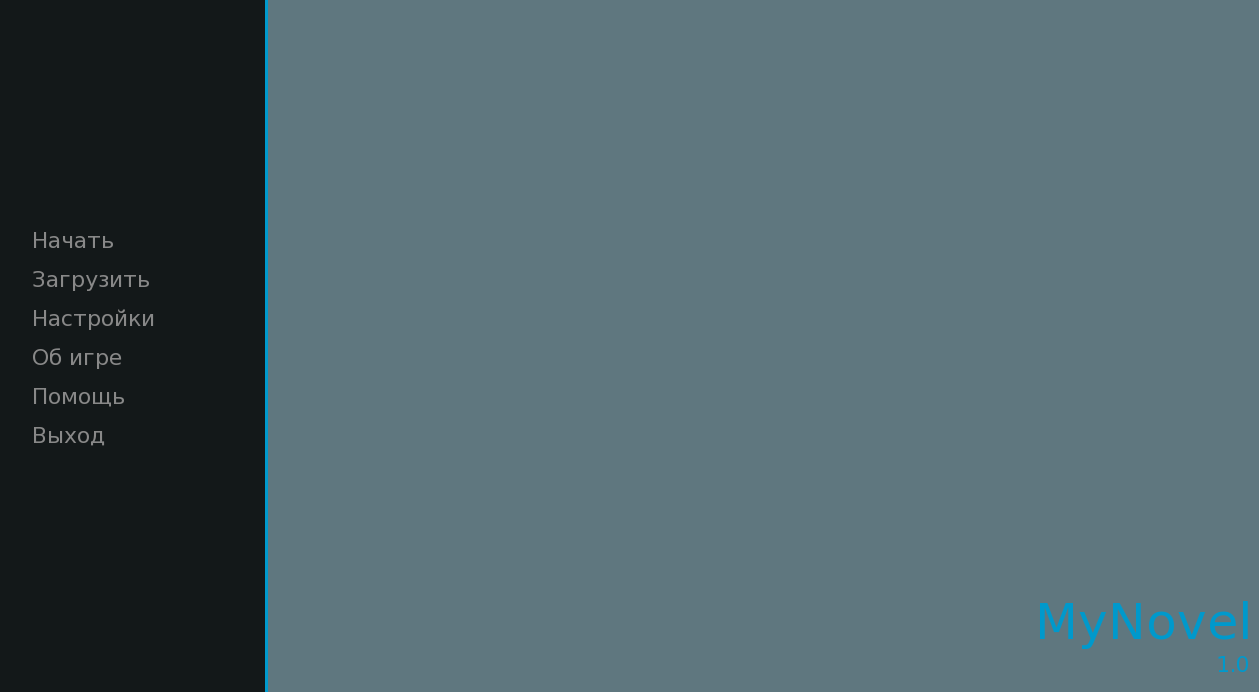 Начать
Загрузить
Настройки
Об игре
Помощь
Выход
MyNovel
1.0